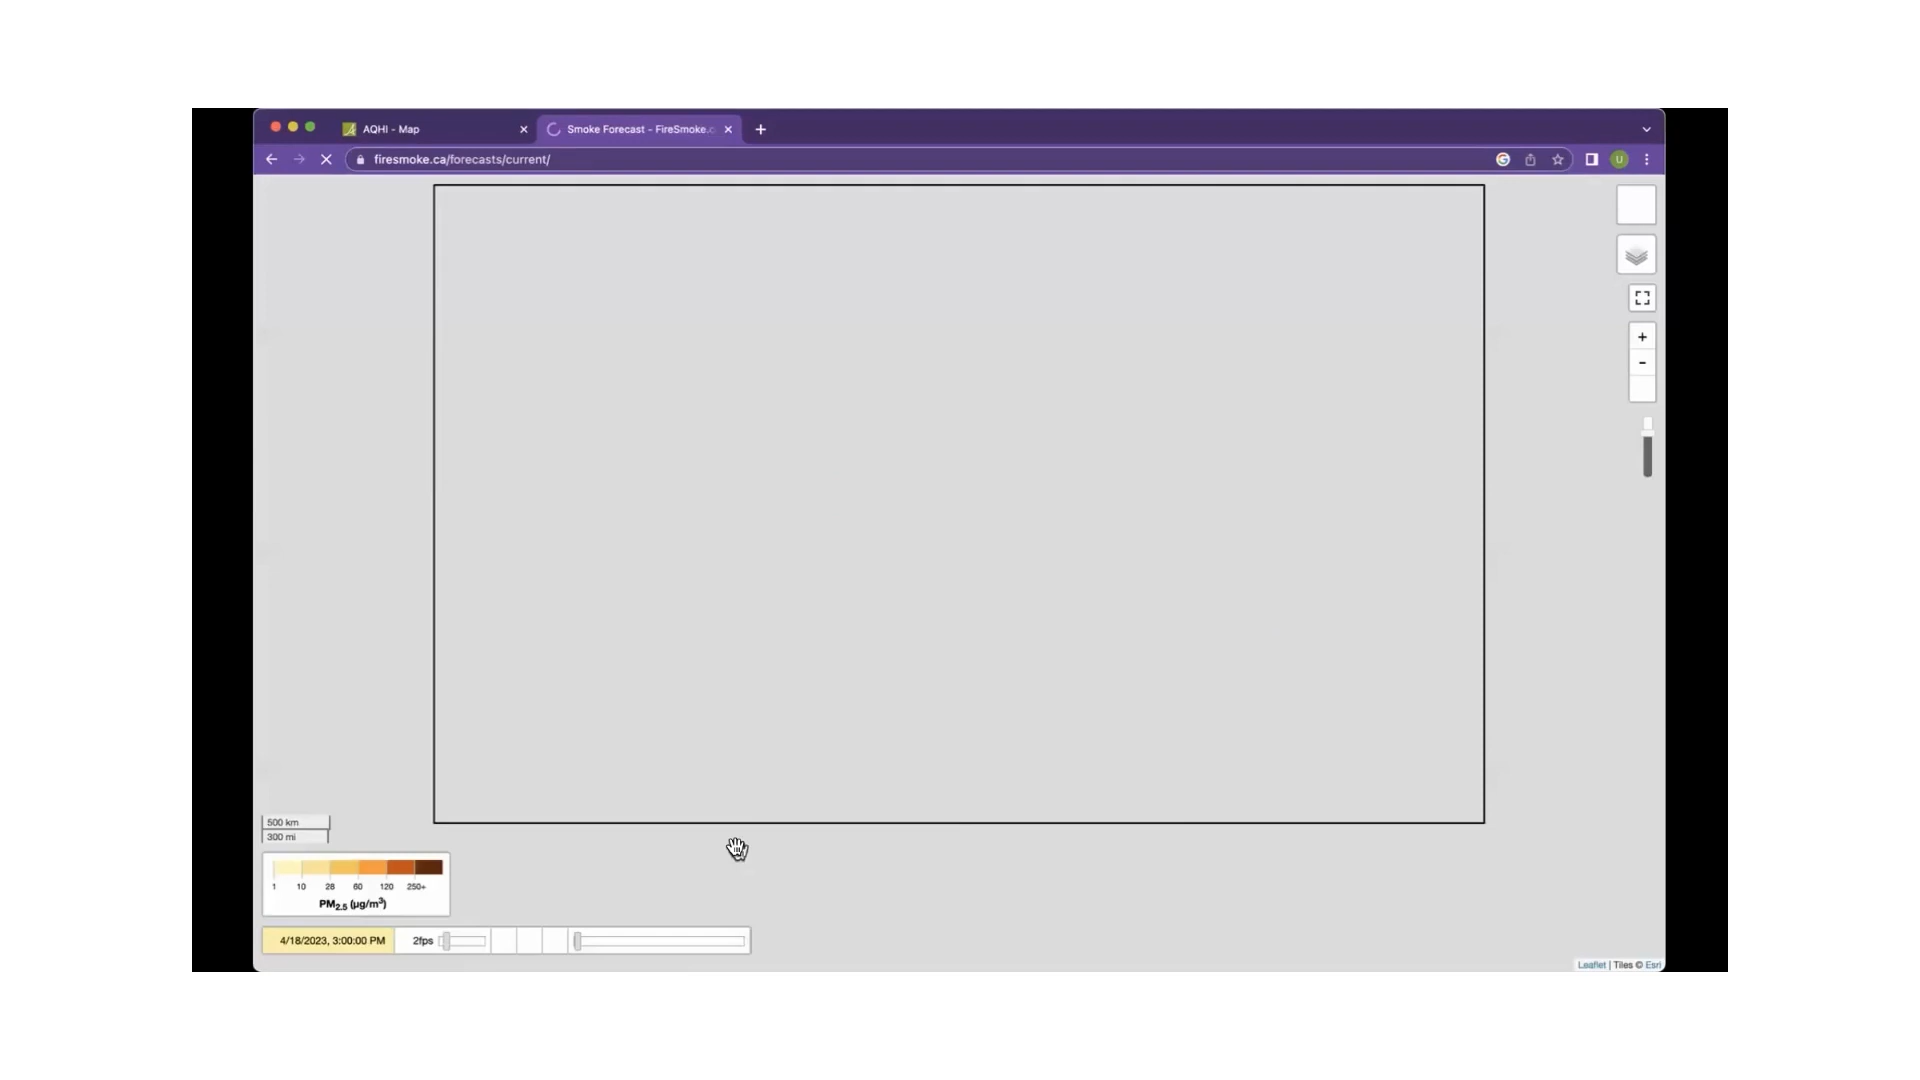 AQHI - Map
Smoke Forecast - FireSmoke.c
firesmoke.ca/forecasts/current/
U
+
-
500 km
300 mi
1 10 28 60 120 250+
PM2.5 (µg/m³)
4/18/2023, 3:00:00 PM 2fps
Leaflet | Tiles © Esri